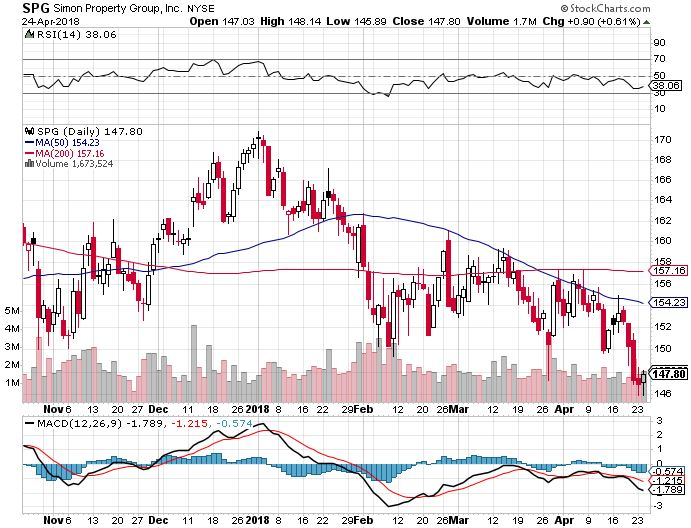 SPG Simon Property Group, Inc. NYSE © StockCharts.com
24-Apr-2018 Open 147.03 High 148.14 Low 145.89 Close 147.80 Volume 1.7M Chg +0.90 (+0.61%)
RSI(14) 38.06
90
70
50
38.06
30
10
SPG (Daily) 147.80
MA(50) 154.23
MA(200) 157.16
Volume 1,673,524
170
168
166
164
162
160
158
157.16
154.23
152
150
147.80
146
5M
4M
3M
2M
1M
Nov 6 13 20 27 Dec 11 18 26 2018 8 16 22 29 Feb 12 20 26 Mar 12 19 26 Apr 9 16 23
MACD(12,26,9) -1.789, -1.215, -0.574
3
2
1
-0.574
-1.215
-1.789
-3
Nov 6 13 20 27 Dec 11 18 26 2018 8 16 22 29 Feb 12 20 26 Mar 12 19 26 Apr 9 16 23